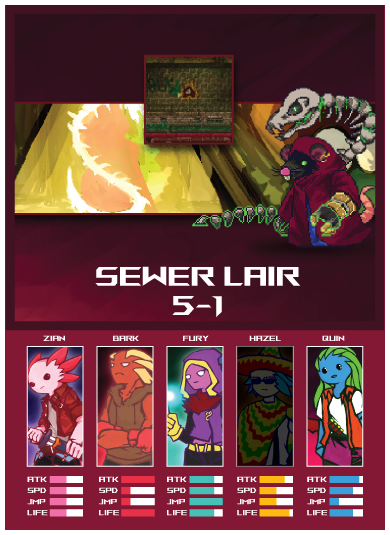 SEWER LAIR
5-1
ZIAN BARK FURY HAZEL QUIN
ATK ATK ATK ATK ATK
SPD SPD SPD SPD SPD
JMP JMP JMP JMP JMP
LIFE LIFE LIFE LIFE LIFE